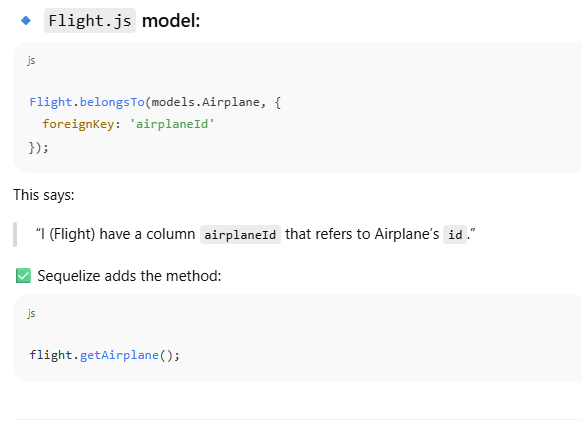 Flight.js model:
js
Flight.belongsTo(models.Airplane, {
  foreignKey: 'airplaneId'
});
This says:
“I (Flight) have a column airplaneId that refers to Airplane’s id.”
✅ Sequelize adds the method:
js
flight.getAirplane();